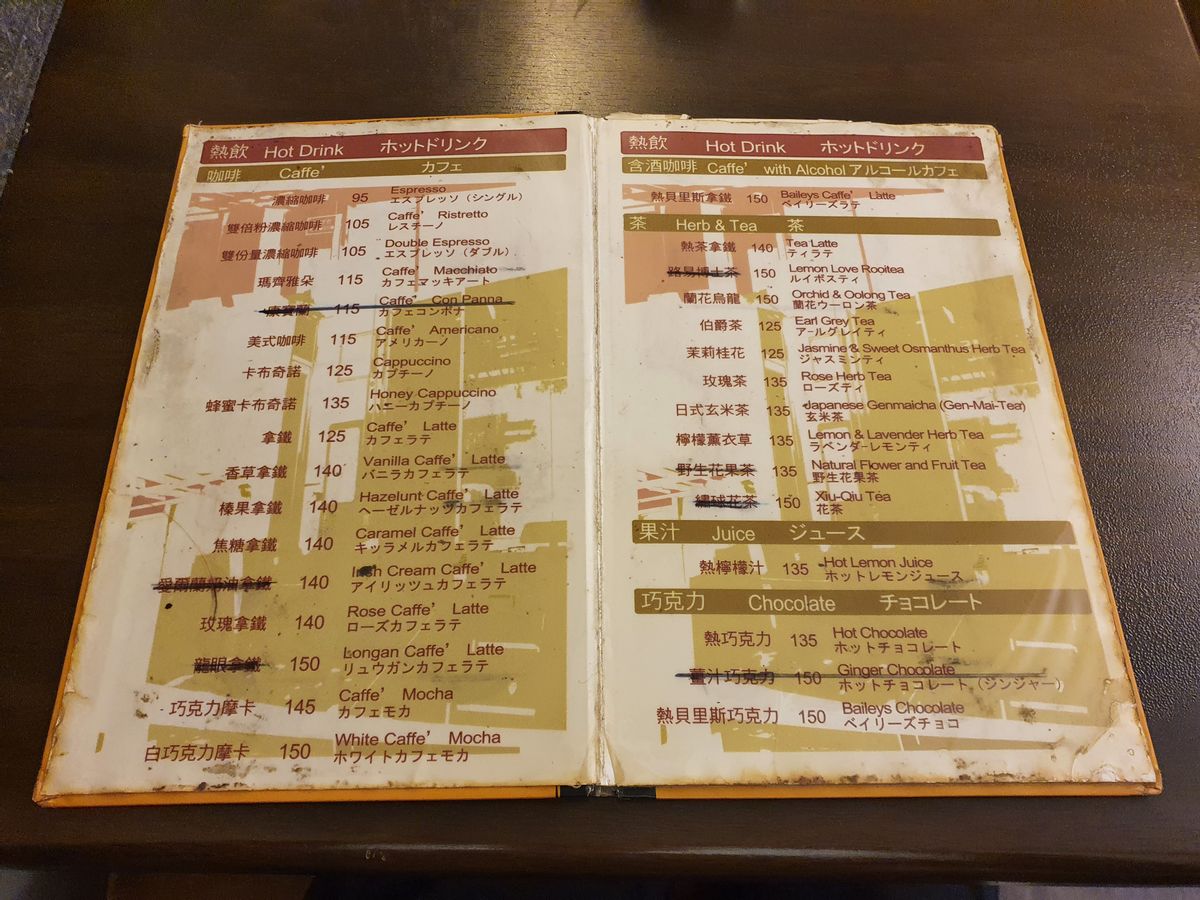 熱飲 Hot Drink ホットドリンク
咖啡 Caffe' カフェ
濃縮咖啡 95 Espresso
エスプレッソ（シングル）
雙倍粉濃縮咖啡 105 Caffe' Ristretto
レスチーノ
雙份量濃縮咖啡 105 Double Espresso
エスプレッソ（ダブル）
瑪齊雅朵 115 Caffe' Macchiato
カフェマッキアート
康寶蘭 115 Caffe' Con Panna
カフェコンポナ
美式咖啡 115 Caffe' Americano
アメリカーノ
卡布奇諾 125 Cappuccino
カプチーノ
蜂蜜卡布奇諾 135 Honey Cappuccino
ハニーカプチーノ
拿鐵 125 Caffe' Latte
カフェラテ
香草拿鐵 140 Vanilla Caffe' Latte
バニラカフェラテ
榛果拿鐵 140 Hazelunt Caffe' Latte
ヘーゼルナッツカフェラテ
焦糖拿鐵 140 Caramel Caffe' Latte
キッラメルカフェラテ
愛爾蘭奶油拿鐵 140 Irish Cream Caffe' Latte
アイリッツュカフェラテ
玫瑰拿鐵 140 Rose Caffe' Latte
ローズカフェラテ
龍眼拿鐵 150 Longan Caffe' Latte
リュウガンカフェラテ
巧克力摩卡 145 Caffe' Mocha
カフェモカ
白巧克力摩卡 150 White Caffe' Mocha
ホワイトカフェモカ
熱飲 Hot Drink ホットドリンク
含酒咖啡 Caffe' with Alcohol アルコールカフェ
熱貝里斯拿鐵 150 Baileys Caffe' Latte
ベイリーズラテ
茶 Herb & Tea 茶
熱茶拿鐵 140 Tea Latte
ティラテ
路易博士茶 150 Lemon Love Rooitea
ルイボスティ
蘭花烏龍 150 Orchid & Oolong Tea
蘭花ウーロン茶
伯爵茶 125 Earl Grey Tea
アールグレイティ
茉莉桂花 125 Jasmine & Sweet Osmanthus Herb Tea
ジャスミンティ
玫瑰茶 135 Rose Herb Tea
ローズティ
日式玄米茶 135 Japanese Genmaicha (Gen-Mai-Tea)
玄米茶
檸檬薰衣草 135 Lemon & Lavender Herb Tea
ラベンダーレモンティ
野生花果茶 135 Natural Flower and Fruit Tea
野生花果茶
繡球花茶 150 Xiu-Qiu Tea
花茶
果汁 Juice ジュース
熱檸檬汁 135 Hot Lemon Juice
ホットレモンジュース
巧克力 Chocolate チョコレート
熱巧克力 135 Hot Chocolate
ホットチョコレート
薑汁巧克力 150 Ginger Chocolate
ホットチョコレート（ジンジャー）
熱貝里斯巧克力 150 Baileys Chocolate
ベイリーズチョコ